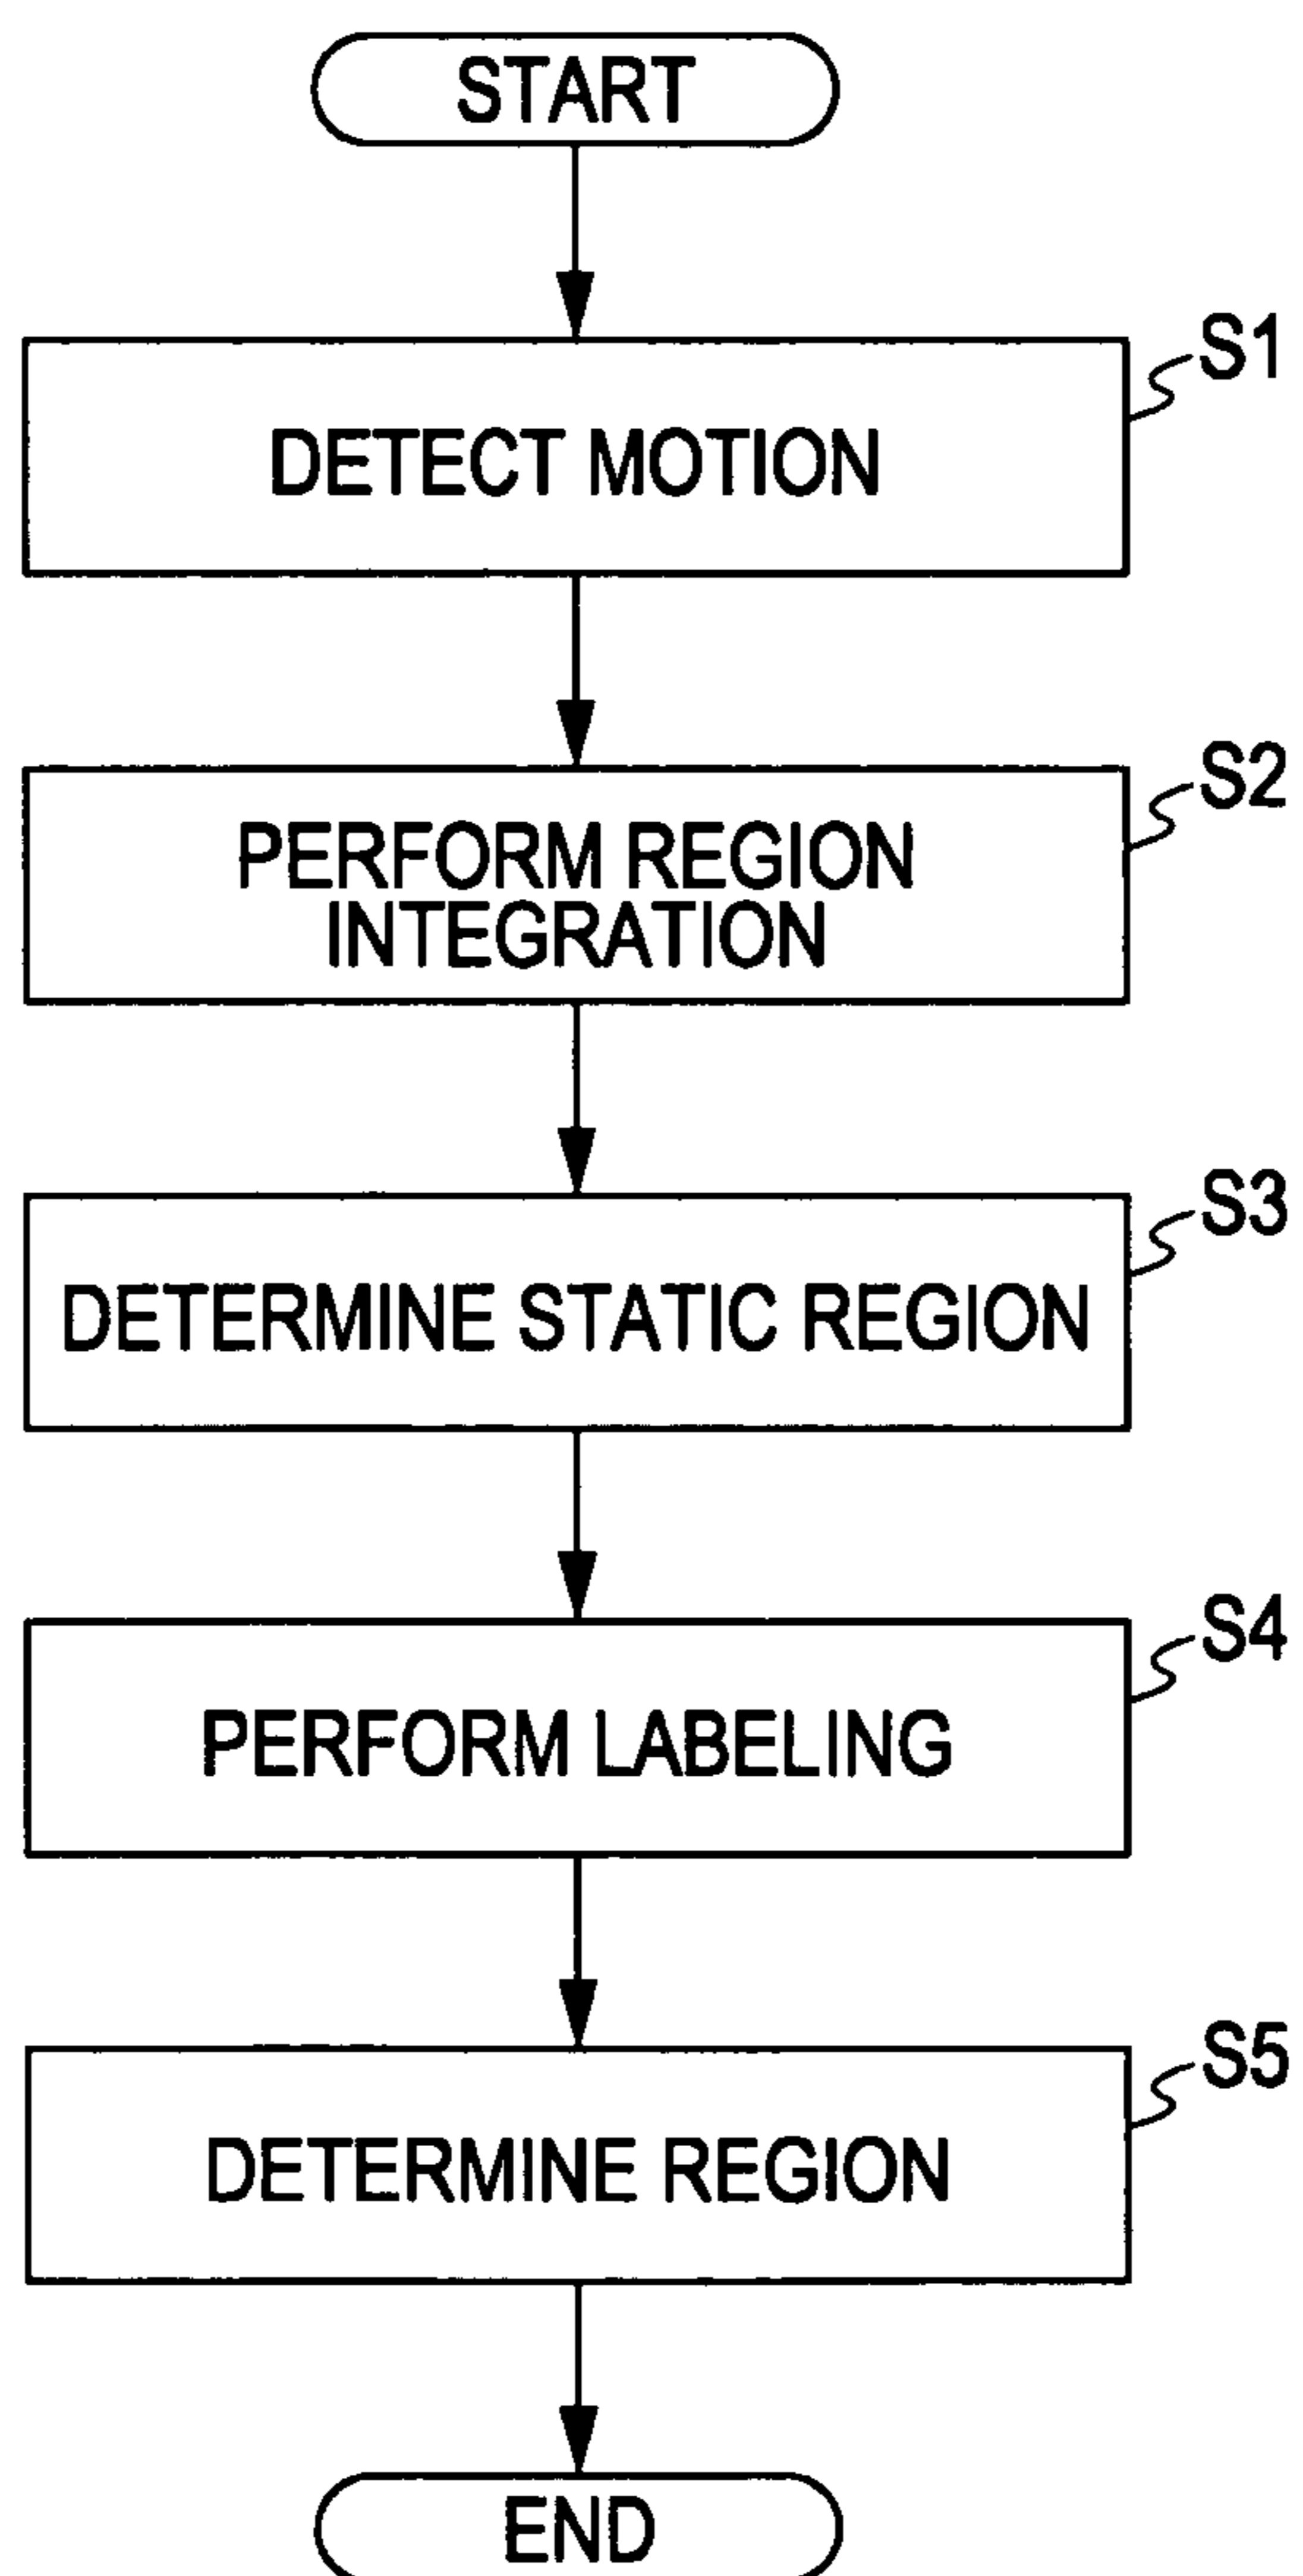 START
S1
DETECT MOTION
S2
PERFORM REGION
INTEGRATION
S3
DETERMINE STATIC REGION
S4
PERFORM LABELING
S5
DETERMINE REGION
END